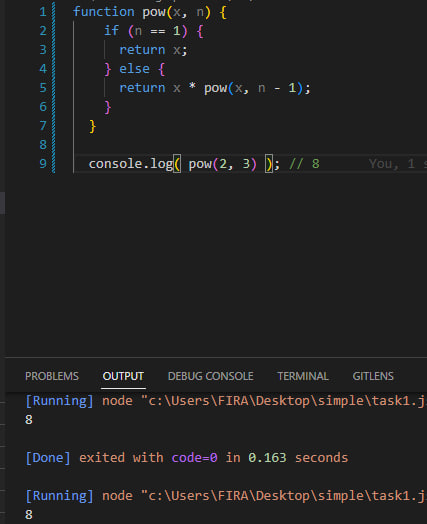 1 function pow(x, n) {
2 if (n == 1) {
3 return x;
4 } else {
5 return x * pow(x, n - 1);
6 }
7 }
8
9 console.log( pow(2, 3) ); // 8 You, 1
PROBLEMS OUTPUT DEBUG CONSOLE TERMINAL GITLENS
[Running] node "c:\Users\FIRA\Desktop\simple\task1.j
8
[Done] exited with code=0 in 0.163 seconds
[Running] node "c:\Users\FIRA\Desktop\simple\task1.j
8